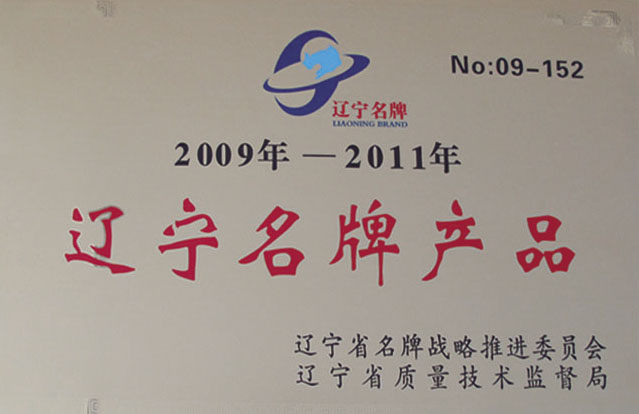 No:09-152
辽宁名牌
LIAONING BRAND
2009年—2011年
辽宁名牌产品
辽宁省名牌战略推进委员会
辽宁省质量技术监督局